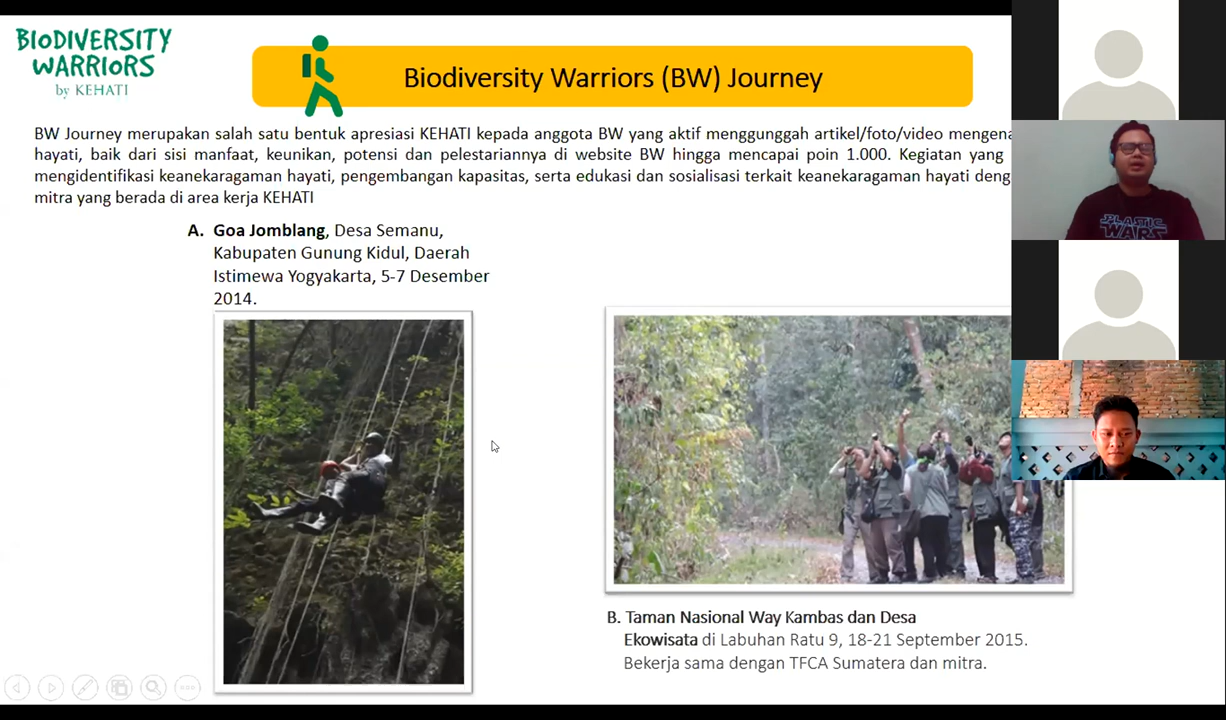 BIODIVERSITY
WARRIORS
by KEHATI
Biodiversity Warriors (BW) Journey
BW Journey merupakan salah satu bentuk apresiasi KEHATI kepada anggota BW yang aktif menggunggah artikel/foto/video
hayati, baik dari sisi manfaat, keunikan, potensi dan pelestariannya di website BW hingga mencapai poin 1.000. Kegiatan yang
mengidentifikasi keanekaragaman hayati, pengembangan kapasitas, serta edukasi dan sosialisasi terkait keanekaragaman hayati
mitra yang berada di area kerja KEHATI
A. Goa Jomblang, Desa Semanu,
Kabupaten Gunung Kidul, Daerah
Istimewa Yogyakarta, 5-7 Desember
2014.
B. Taman Nasional Way Kambas dan Desa
Ekowisata di Labuhan Ratu 9, 18-21 September 2015.
Bekerja sama dengan TFCA Sumatera dan mitra.
PLASTIC
WARS